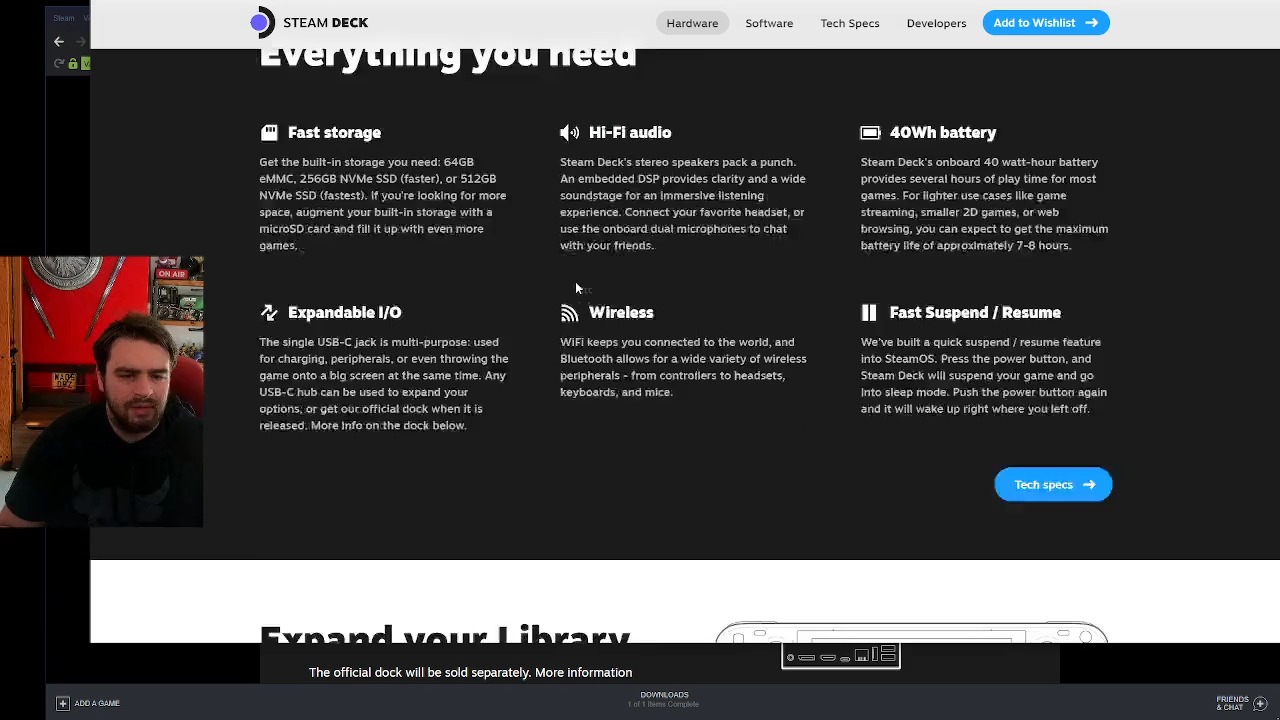 Steam
STEAM DECK
Hardware
Software
Tech Specs
Developers
Add to Wishlist
Everything you need
Fast storage
Get the built-in storage you need: 64GB
eMMC, 256GB NVMe SSD (faster), or 512GB
NVMe SSD (fastest). If you're looking for more
space, augment your built-in storage with a
microSD card and fill it up with even more
games.
Hi-Fi audio
Steam Deck's stereo speakers pack a punch.
An embedded DSP provides clarity and a wide
soundstage for an immersive listening
experience. Connect your favorite headset, or
use the onboard dual microphones to chat
with your friends.
40Wh battery
Steam Deck's onboard 40 watt-hour battery
provides several hours of play time for most
games. For lighter use cases like game
streaming, smaller 2D games, or web
browsing, you can expect to get the maximum
battery life of approximately 7-8 hours.
ON AIR
Expandable I/O
The single USB-C jack is multi-purpose: used
for charging, peripherals, or even throwing the
game onto a big screen at the same time. Any
USB-C hub can be used to expand your
options, or get our official dock when it is
released. More info on the dock below.
Wireless
WiFi keeps you connected to the world, and
Bluetooth allows for a wide variety of wireless
peripherals - from controllers to headsets,
keyboards, and mice.
Fast Suspend / Resume
We've built a quick suspend / resume feature
into SteamOS. Press the power button, and
Steam Deck will suspend your game and go
into sleep mode. Push the power button again
and it will wake up right where you left off.
Tech specs
Expand your Library
The official dock will be sold separately. More information
ADD A GAME
DOWNLOADS
1 of 1 Items Complete
FRIENDS
& CHAT